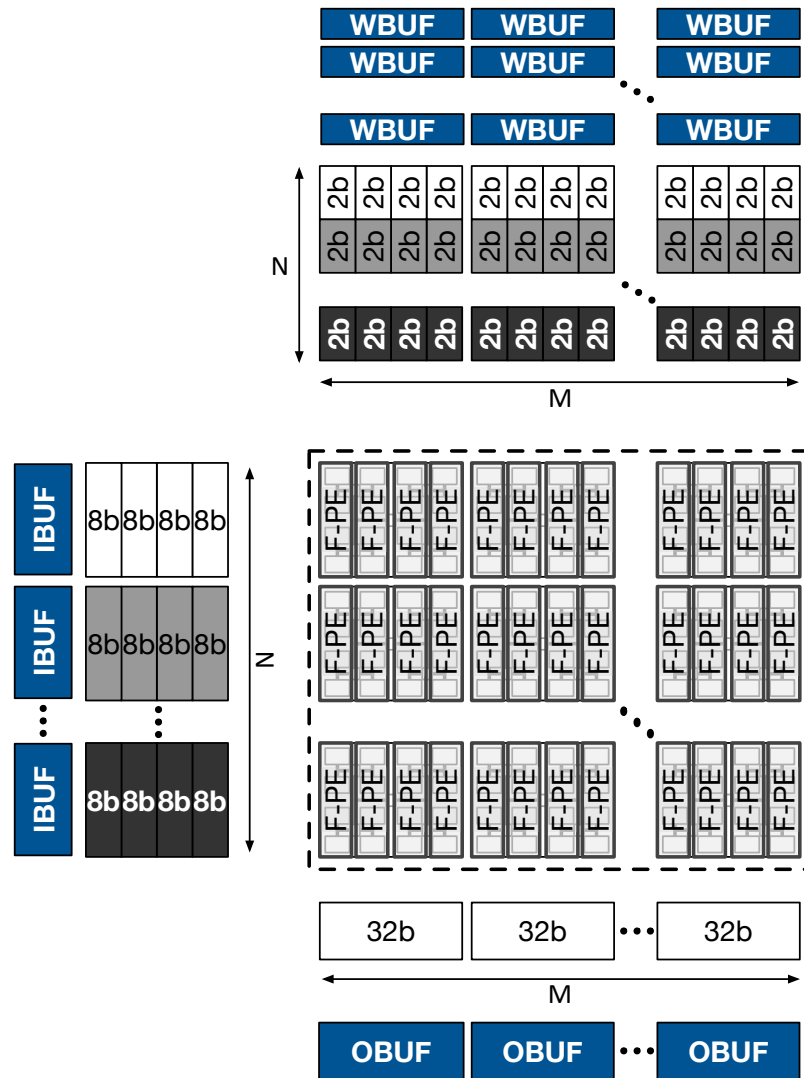 WBUF WBUF WBUF
WBUF WBUF WBUF
WBUF WBUF WBUF
2b 2b 2b 2b 2b 2b 2b 2b 2b 2b 2b 2b
2b 2b 2b 2b 2b 2b 2b 2b 2b 2b 2b 2b
N
2b 2b 2b 2b 2b 2b 2b 2b 2b 2b 2b 2b
M
IBUF 8b 8b 8b 8b F-PE F-PE F-PE F-PE F-PE F-PE F-PE F-PE F-PE F-PE F-PE F-PE
IBUF 8b 8b 8b 8b N F-PE F-PE F-PE F-PE F-PE F-PE F-PE F-PE F-PE F-PE F-PE F-PE
IBUF 8b 8b 8b 8b F-PE F-PE F-PE F-PE F-PE F-PE F-PE F-PE F-PE F-PE F-PE F-PE
32b 32b 32b
M
OBUF OBUF OBUF